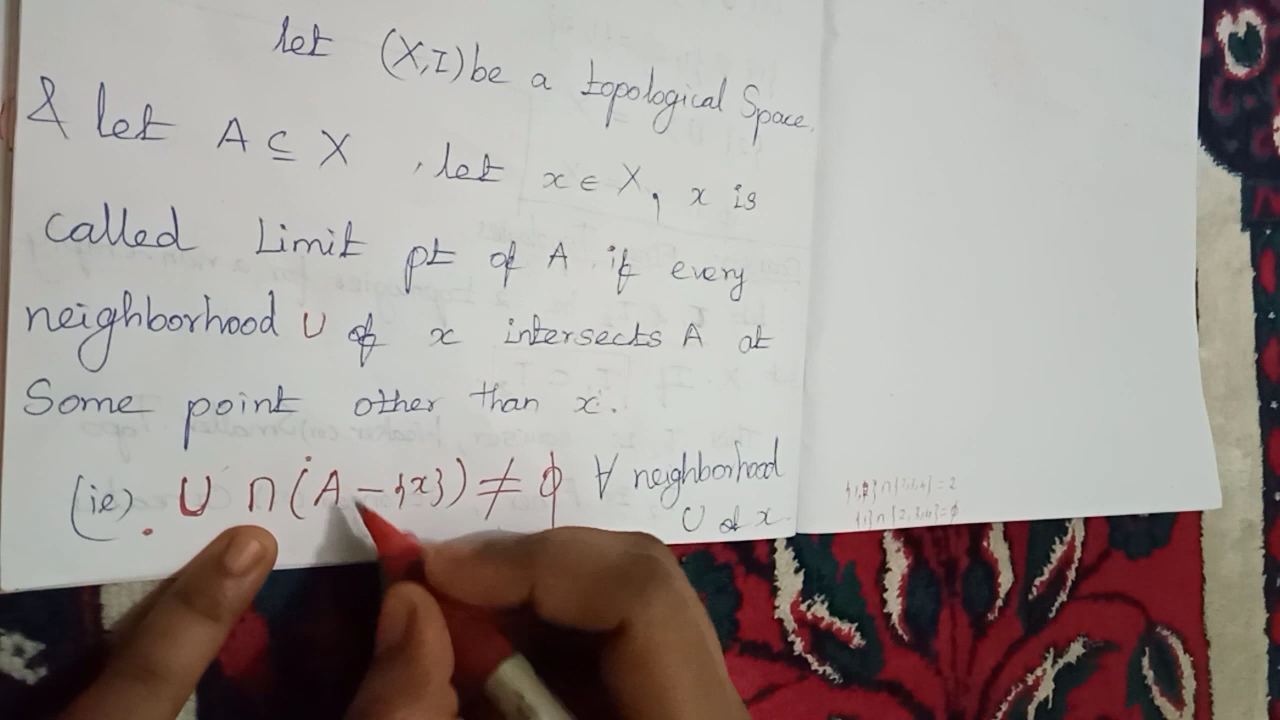 let (X,I) be a topological Space.
& let A ⊆ X , let x ∈ X, x is
called Limit pt of A if every
neighborhood U of x intersects A at
Some point other than x.
(ie). U ∩ (A - {x}) ≠ ϕ ∀ neighborhood
U of x.